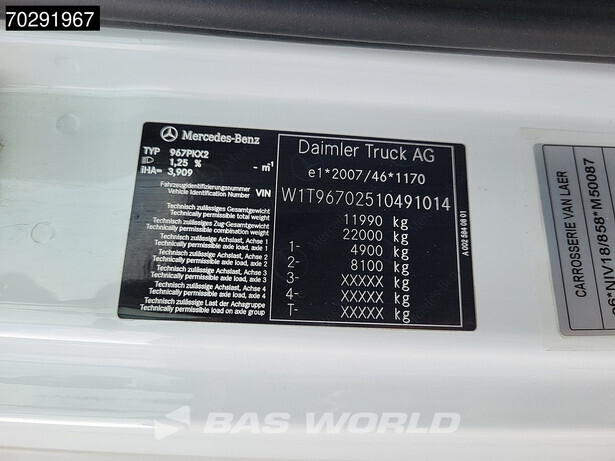 70291967
Mercedes-Benz
TYP 967PKX2
1,25 % - m⁻¹
iHA= 3,909
Fahrzeugidentifizierungsnummer
Vehicle Identification Number VIN
Technisch zulässiges Gesamtgewicht
Technically permissible total weight
Technisch zulässiges Zug-Gesamtgewicht
Technically permissible combination weight
Technisch zulässige Achslast, Achse 1
Technically permissible axle load, axle 1
Technisch zulässige Achslast, Achse 2
Technically permissible axle load, axle 2
Technisch zulässige Achslast, Achse 3
Technically permissible axle load, axle 3
Technisch zulässige Achslast, Achse 4
Technically permissible axle load, axle 4
Technisch zulässige Last der Achsgruppe
Technically permissible load on axle group
Daimler Truck AG
e1*2007/46*1170
W1T96702510491014
11990 kg
22000 kg
1- 4900 kg
2- 8100 kg
3- XXXXX kg
4- XXXXX kg
T- XXXXX kg
A 002 584 08 01
CARROSSERIE VAN LAER
26*NIV18/858*M50087
BAS WORLD